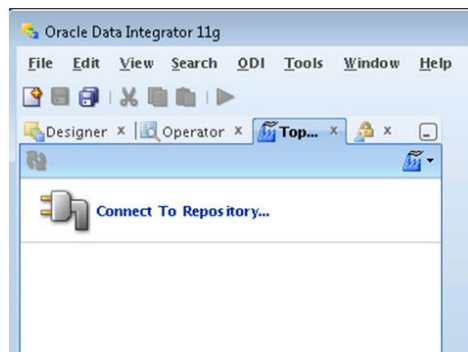 Oracle Data Integrator 11g
File Edit View Search ODI Tools Window Help
Designer x Operator x Top... x x
Connect To Repository...